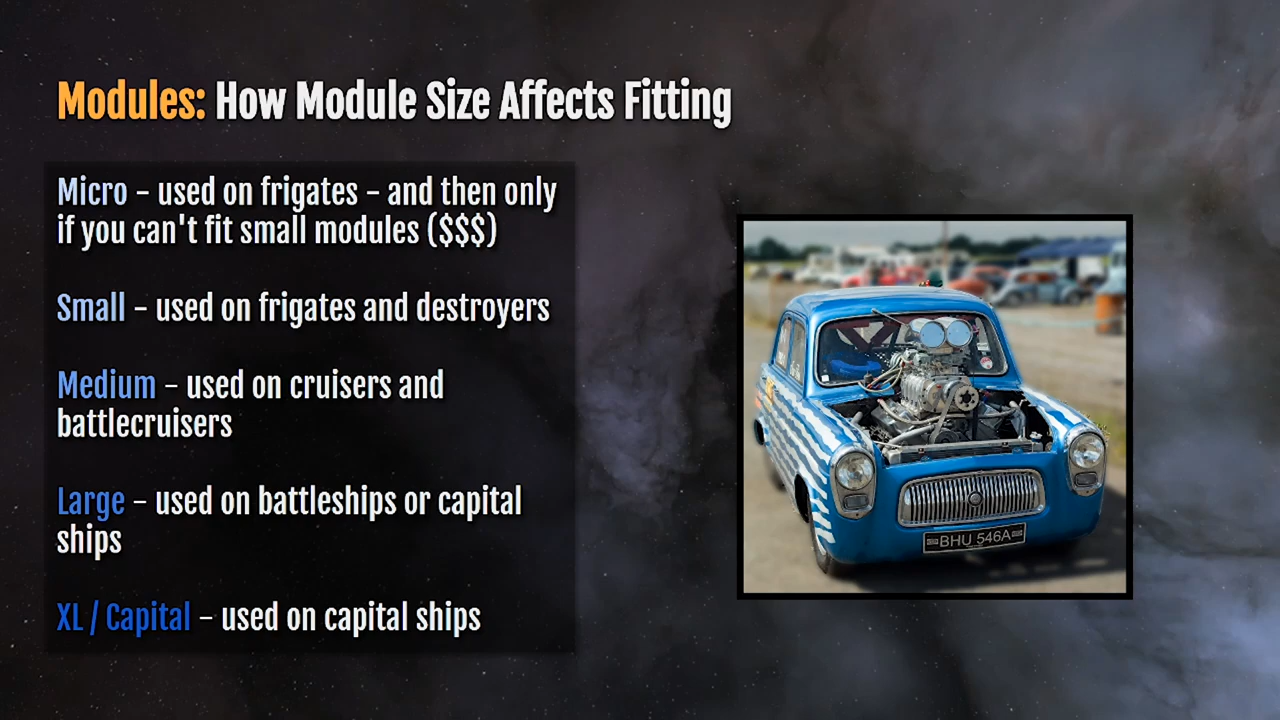 Modules: How Module Size Affects Fitting
Micro – used on frigates – and then only
if you can't fit small modules ($$$)
Small – used on frigates and destroyers
Medium – used on cruisers and
battlecruisers
Large – used on battleships or capital
ships
XL / Capital – used on capital ships
BHU 546A